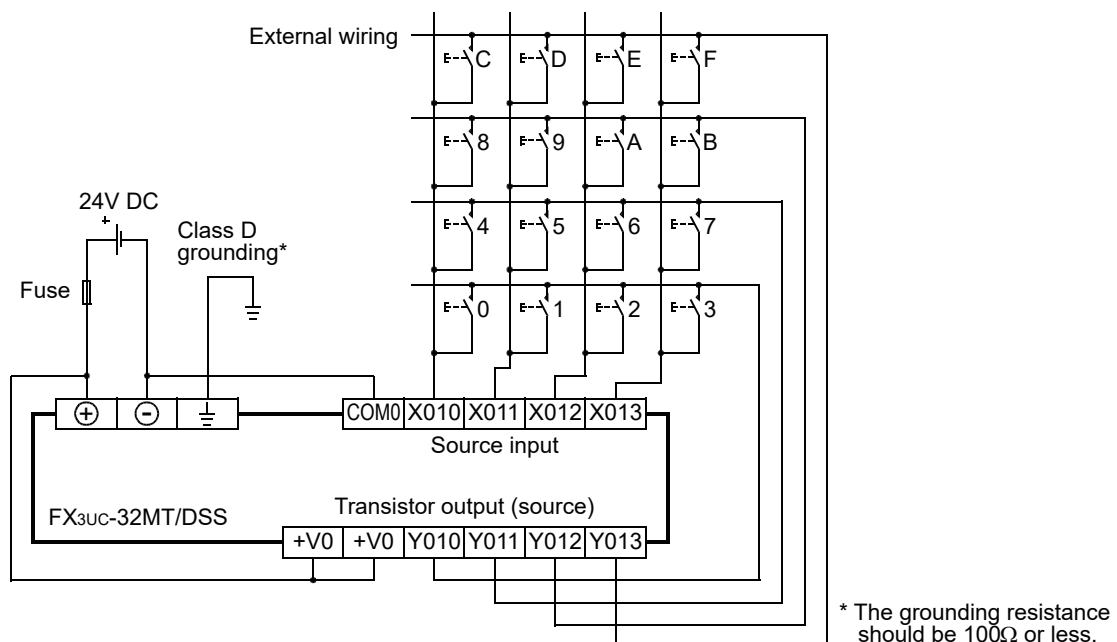 External wiring
C D E F
8 9 A B
24V DC
+
Class D
grounding*
4 5 6 7
Fuse
0 1 2 3
+ - COM0 X010 X011 X012 X013
Source input
Transistor output (source)
FX3UC-32MT/DSS
+V0 +V0 Y010 Y011 Y012 Y013
* The grounding resistance
should be 100Ω or less.